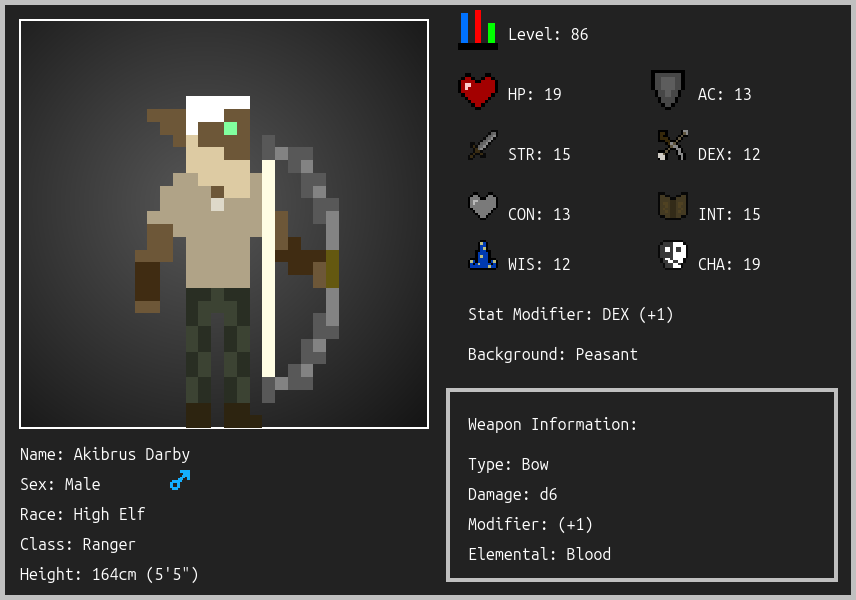 Level: 86
HP: 19
AC: 13
STR: 15
DEX: 12
CON: 13
INT: 15
WIS: 12
CHA: 19
Stat Modifier: DEX (+1)
Background: Peasant
Weapon Information:
Type: Bow
Damage: d6
Modifier: (+1)
Elemental: Blood
Name: Akibrus Darby
Sex: Male
Race: High Elf
Class: Ranger
Height: 164cm (5'5")